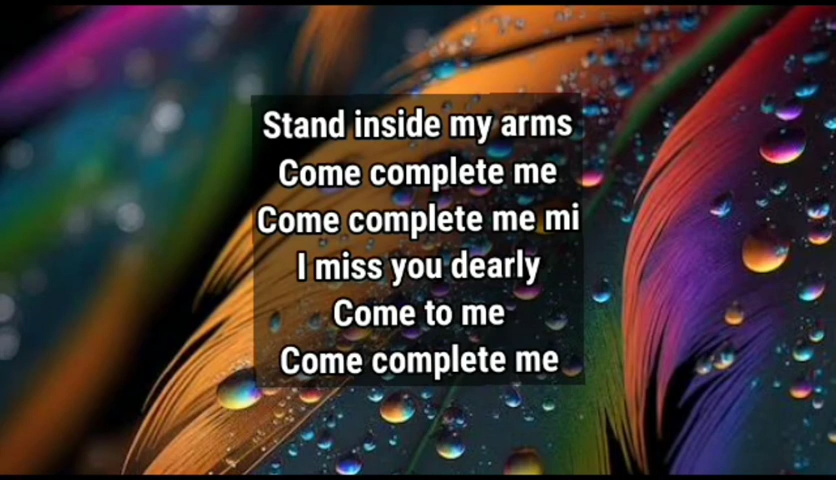 Stand inside my arms
Come complete me
Come complete me mi
I miss you dearly
Come to me
Come complete me